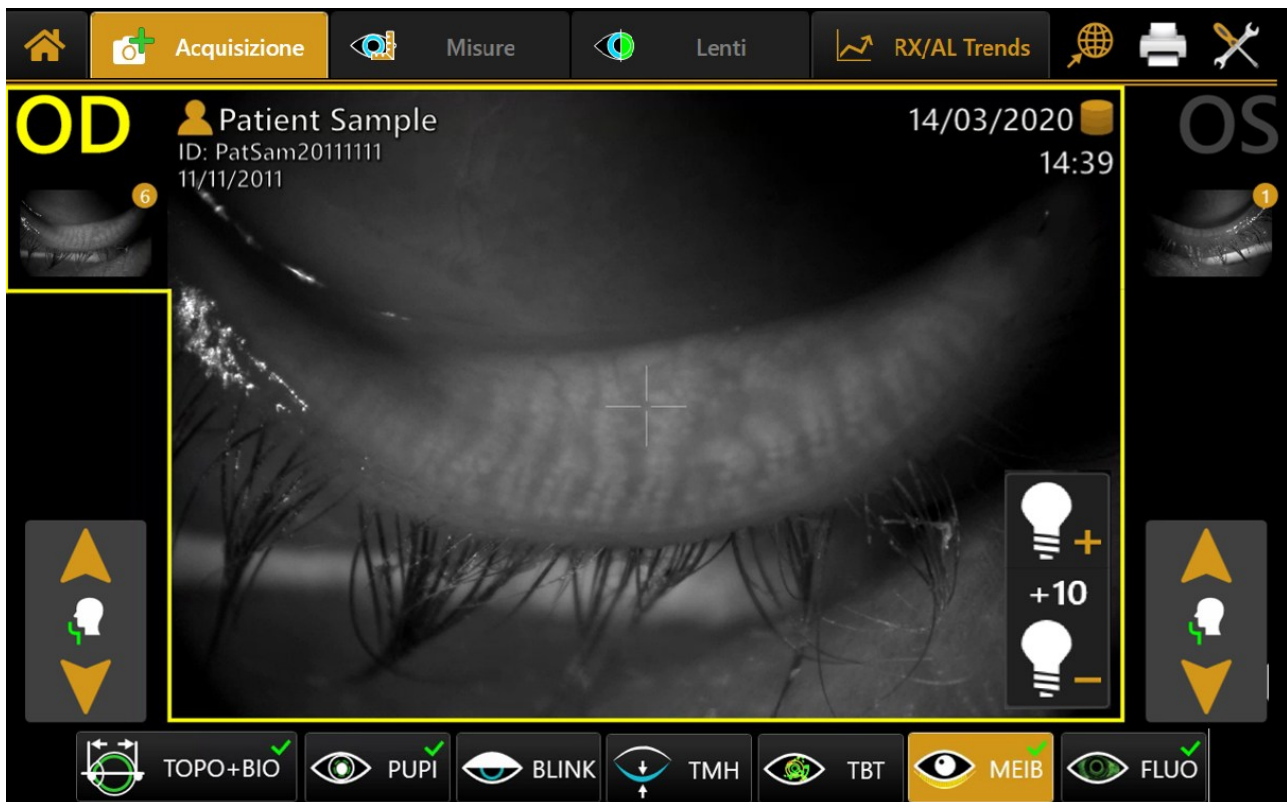 Acquisizione
Misure
Lenti
RX/AL Trends
OD
Patient Sample
ID: PatSam20111111
11/11/2011
14/03/2020
14:39
OS
6
1
+
+10
−
TOPO+BIO
PUPI
BLINK
TMH
TBT
MEIB
FLUO